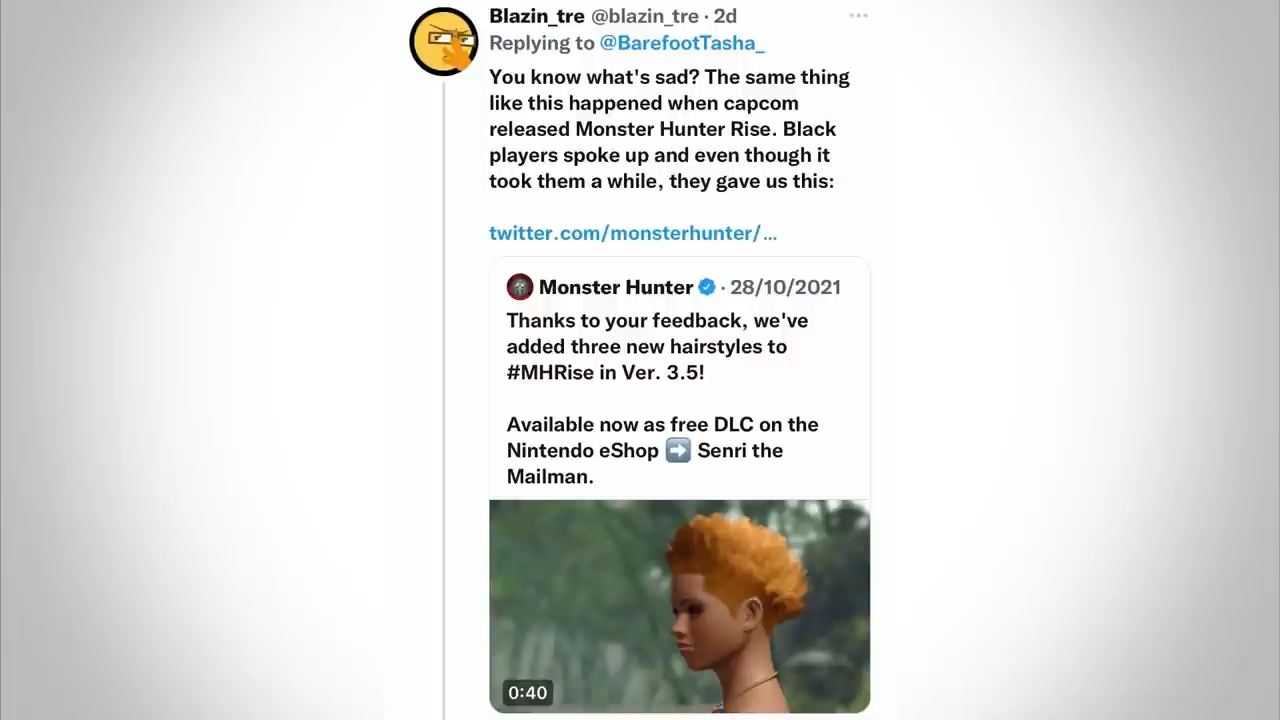 Blazin_tre @blazin_tre · 2d
Replying to @BarefootTasha_
You know what's sad? The same thing
like this happened when capcom
released Monster Hunter Rise. Black
players spoke up and even though it
took them a while, they gave us this:
twitter.com/monsterhunter/...
Monster Hunter · 28/10/2021
Thanks to your feedback, we've
added three new hairstyles to
#MHRise in Ver. 3.5!
Available now as free DLC on the
Nintendo eShop ➡️ Senri the
Mailman.
0:40